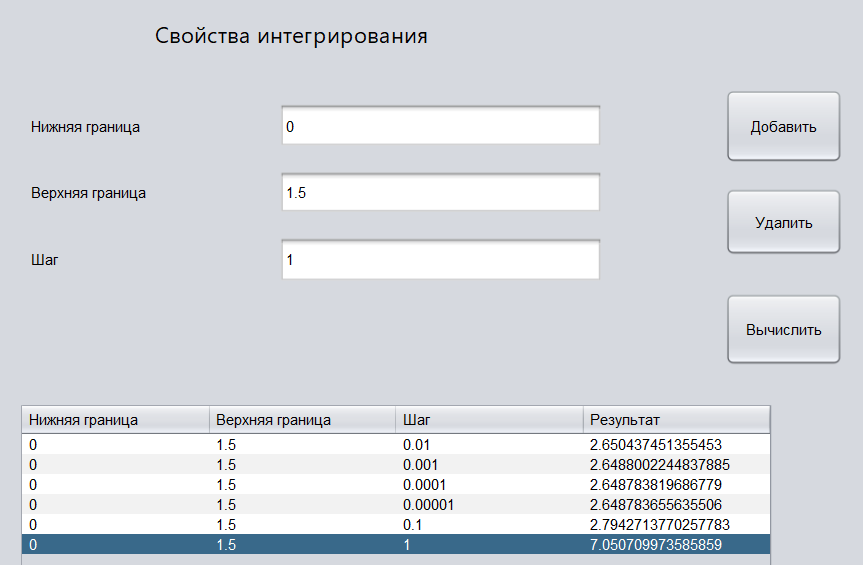 Свойства интегрирования
Нижняя граница 0 Добавить
Верхняя граница 1.5 Удалить
Шаг 1
Вычислить
Нижняя граница Верхняя граница Шаг Результат
0 1.5 0.01 2.650437451355453
0 1.5 0.001 2.6488002244837885
0 1.5 0.0001 2.648783819686779
0 1.5 0.00001 2.648783655635506
0 1.5 0.1 2.7942713770257783
0 1.5 1 7.050709973585859